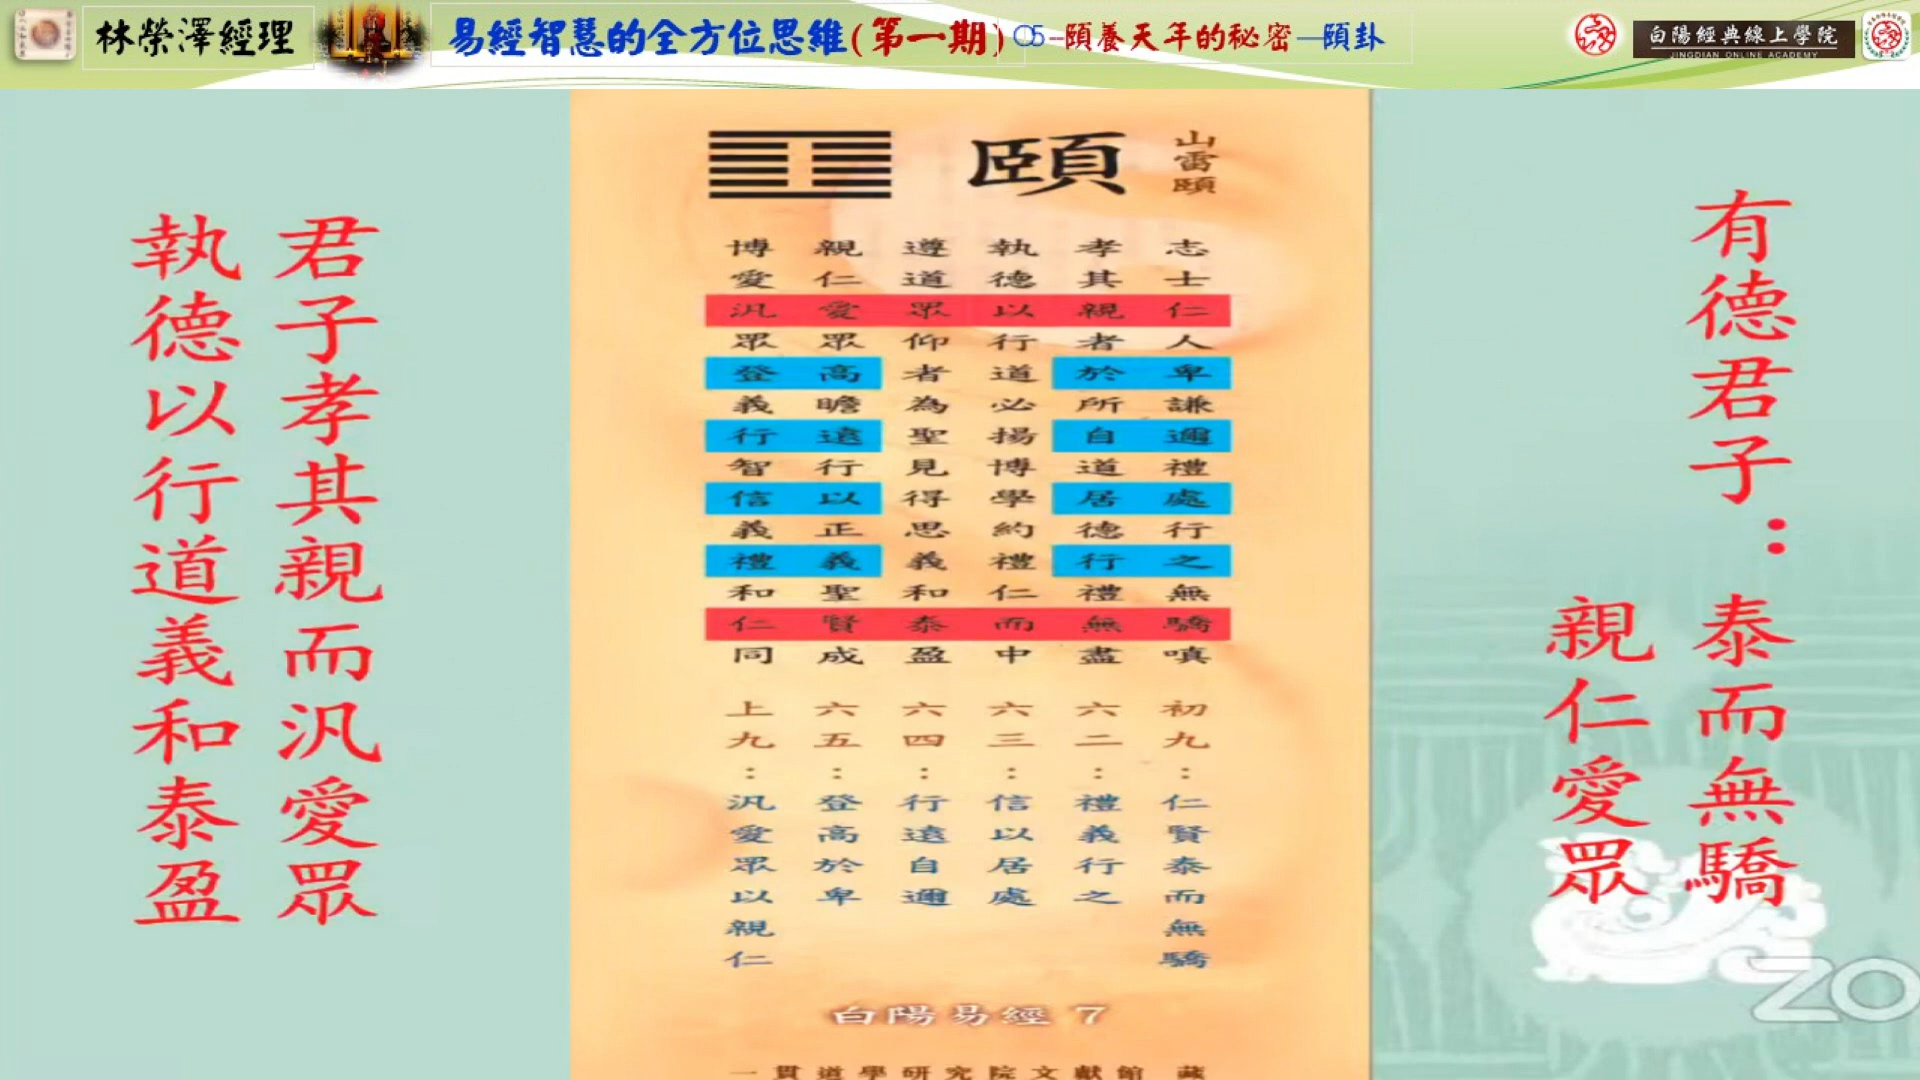 林榮澤經理
易經智慧的全方位思維(第一期)
05--頤養天年的秘密—頤卦
白陽經典線上學院
JINGDIAN ONLINE ACADEMY
有德君子：泰而無驕
親仁愛眾
山雷頤
頤
志士仁人卑謙邇禮處行之無驕嗔
孝其親者於所自道居德行禮無盡
執德以行道必揚博學約禮仁而中
遵道眾仰者為聖見得思義和泰盈
親仁愛眾高瞻遠行以正義聖賢成
博愛汎眾登義行智信義禮和仁同
初九：仁賢泰而無驕
六二：禮義行之
六三：信以居處
六四：行遠自邇
六五：登高於卑
上九：汎愛眾以親仁
白陽易經 7
一貫道學研究院文獻館 藏
君子孝其親而汎愛眾
執德以行道義和泰盈
ZO